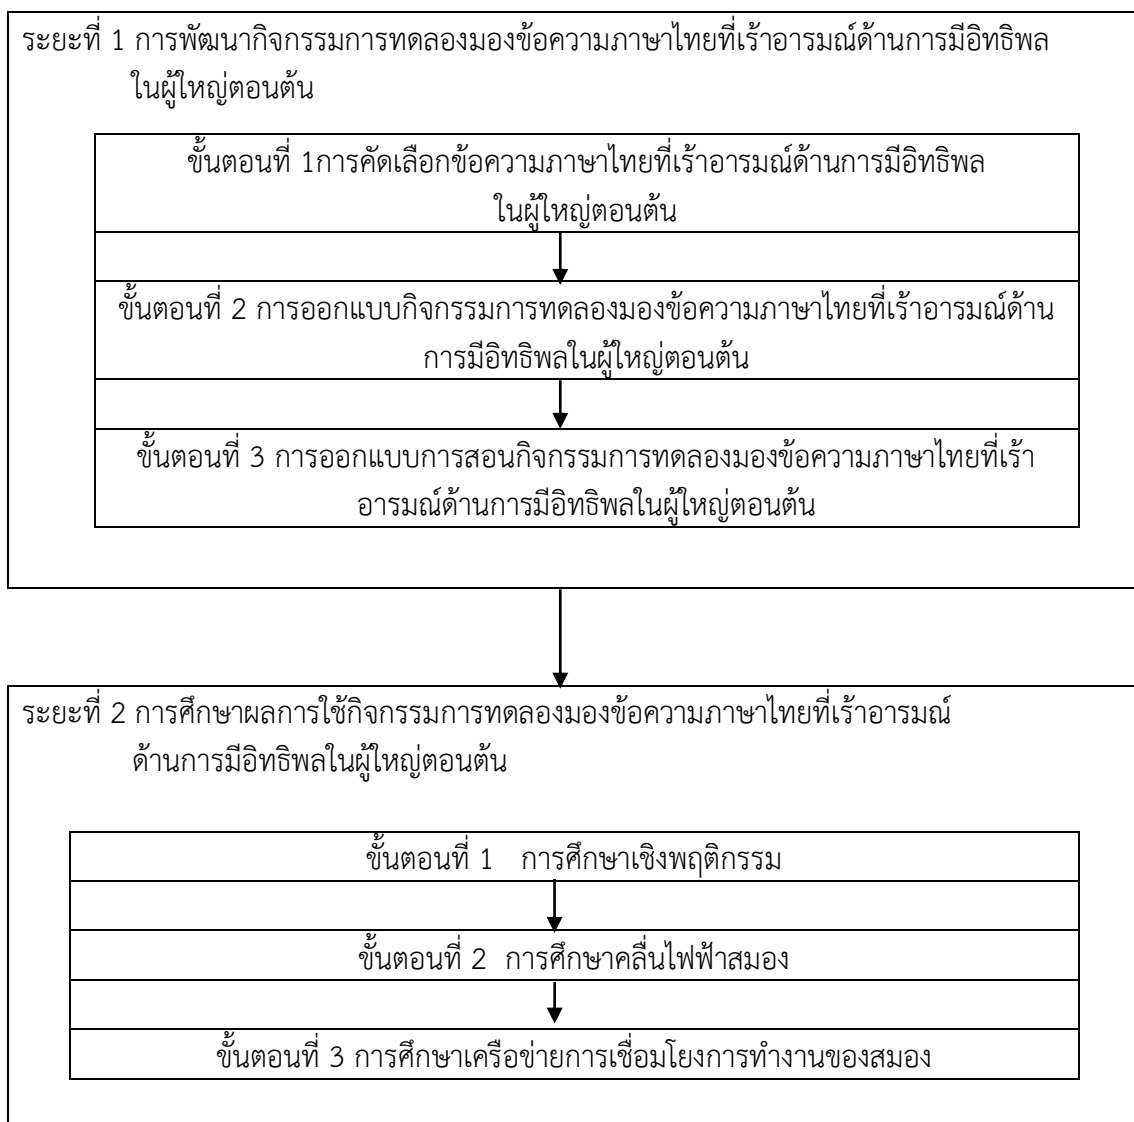 ระยะที่ 1 การพัฒนากิจกรรมการทดลองมองข้อความภาษาไทยที่เร้าอารมณ์ด้านการมีอิทธิพล
ในผู้ใหญ่ตอนต้น
ขั้นตอนที่ 1การคัดเลือกข้อความภาษาไทยที่เร้าอารมณ์ด้านการมีอิทธิพล
ในผู้ใหญ่ตอนต้น
ขั้นตอนที่ 2 การออกแบบกิจกรรมการทดลองมองข้อความภาษาไทยที่เร้าอารมณ์ด้าน
การมีอิทธิพลในผู้ใหญ่ตอนต้น
ขั้นตอนที่ 3 การออกแบบการสอนกิจกรรมการทดลองมองข้อความภาษาไทยที่เร้า
อารมณ์ด้านการมีอิทธิพลในผู้ใหญ่ตอนต้น
ระยะที่ 2 การศึกษาผลการใช้กิจกรรมการทดลองมองข้อความภาษาไทยที่เร้าอารมณ์
ด้านการมีอิทธิพลในผู้ใหญ่ตอนต้น
ขั้นตอนที่ 1 การศึกษาเชิงพฤติกรรม
ขั้นตอนที่ 2 การศึกษาคลื่นไฟฟ้าสมอง
ขั้นตอนที่ 3 การศึกษาเครือข่ายการเชื่อมโยงการทำงานของสมอง